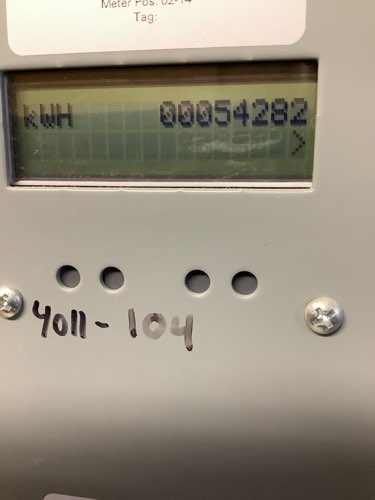 Meter Pos: 02-14
Tag:
kWH 00054282
>
4011-104